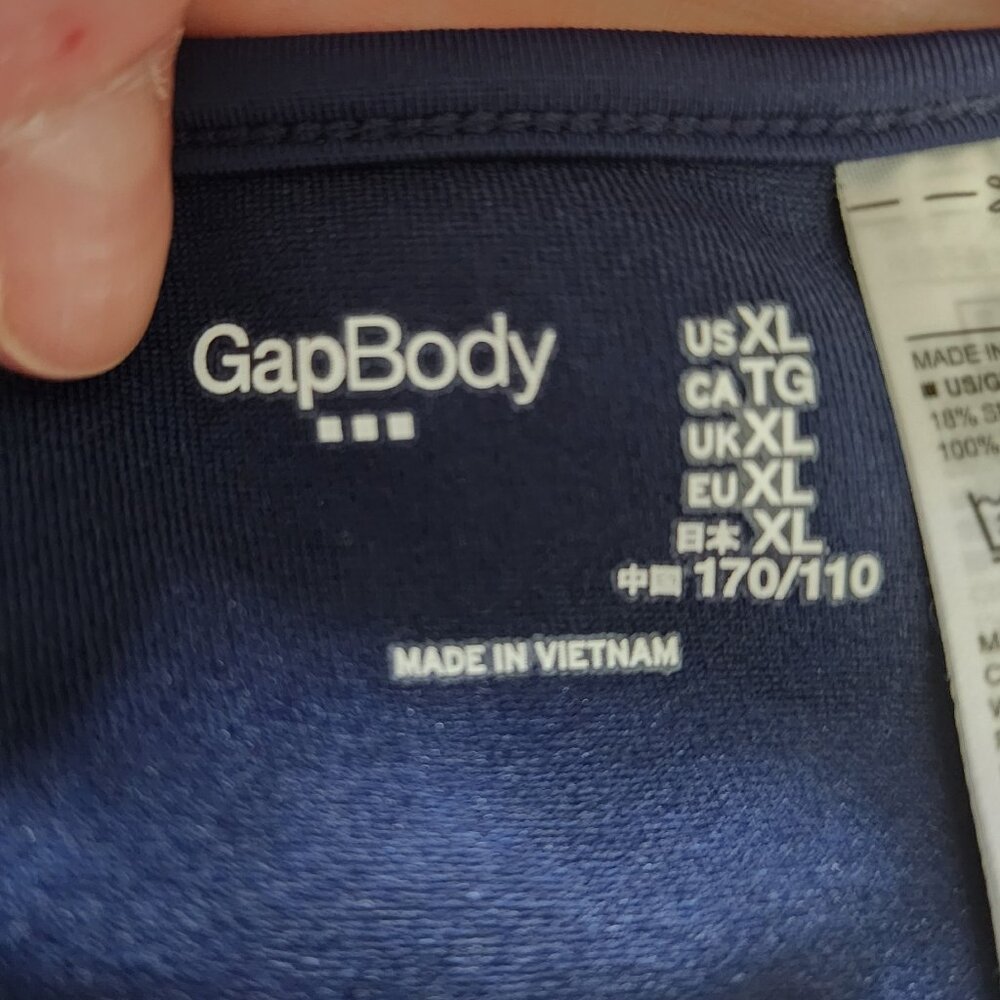 GapBody
US XL
CA TG
UK XL
EU XL
日本 XL
中国 170/110
MADE IN VIETNAM
MADE IN
■ US/C
18% S
100%